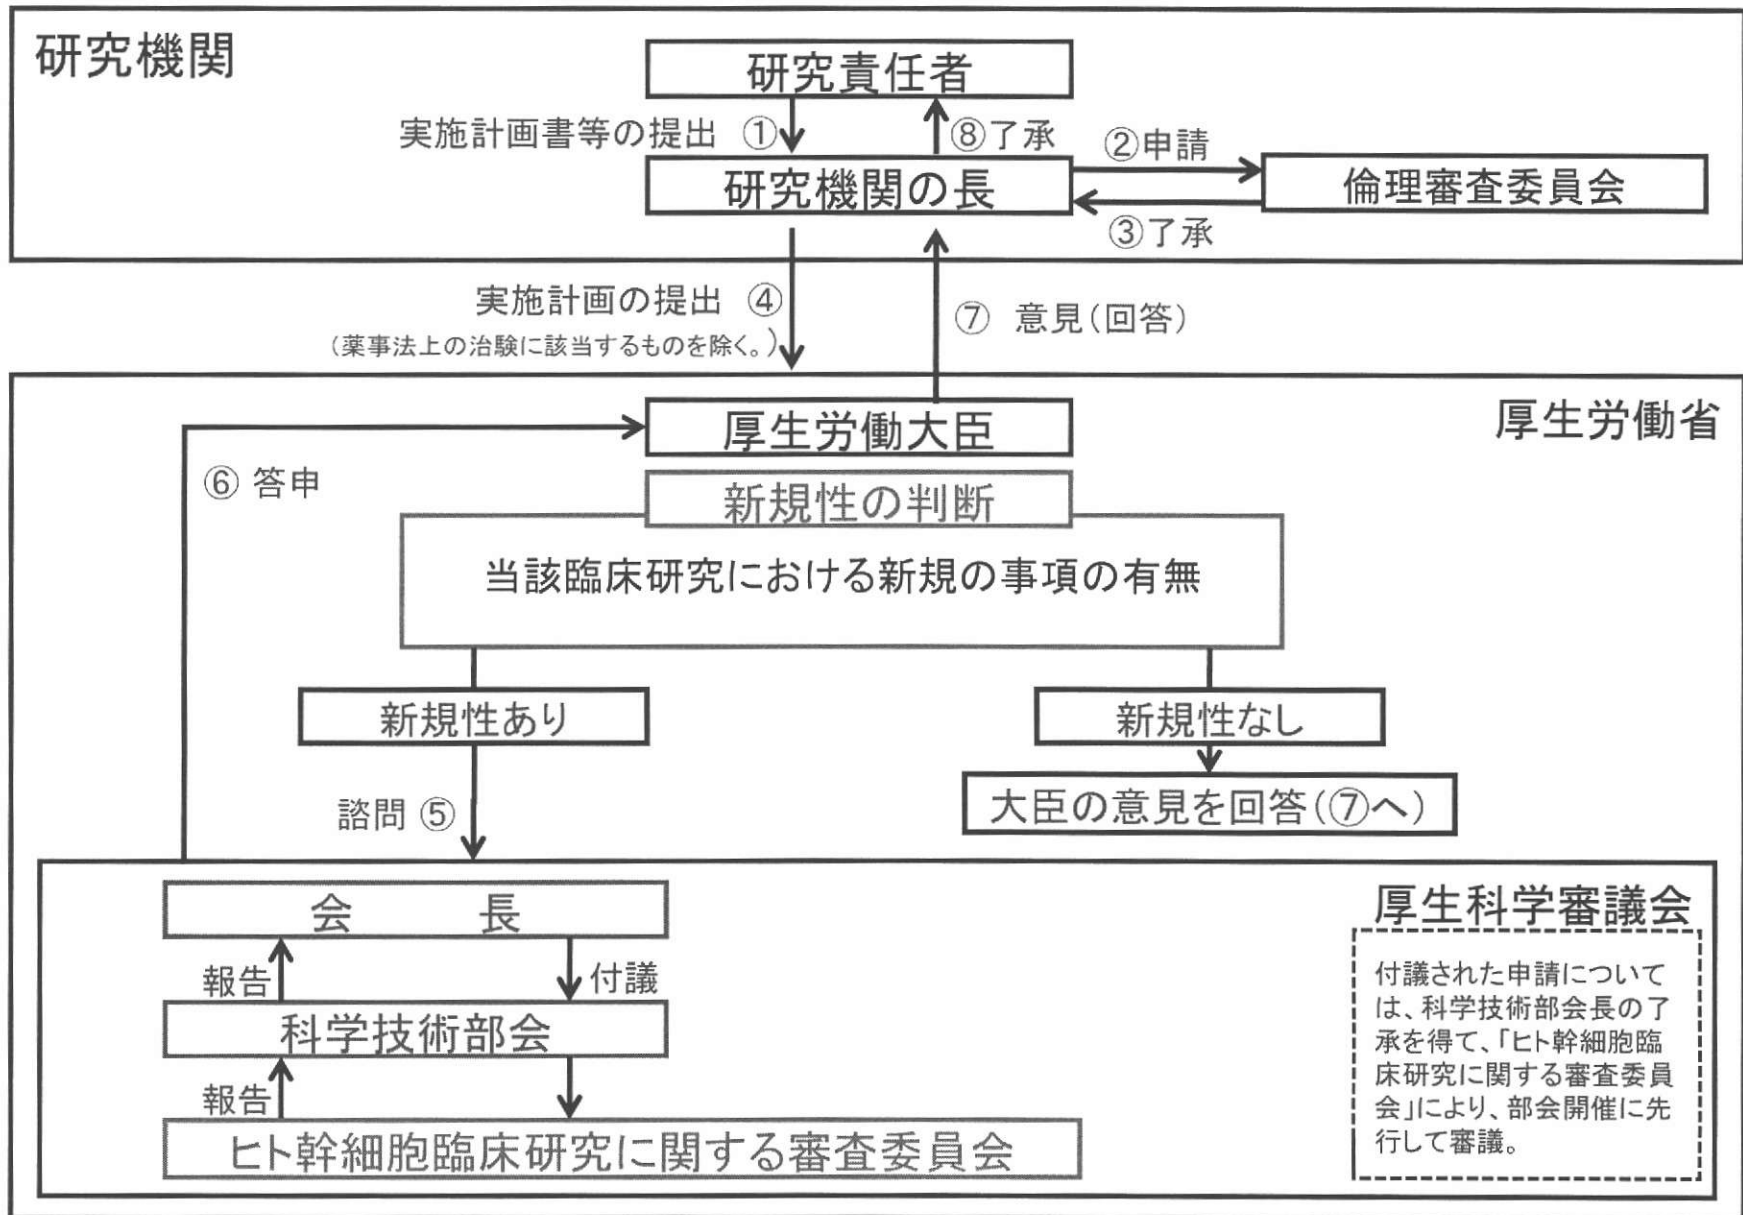 研究機関
研究責任者
実施計画書等の提出 ①
⑧了承
②申請
研究機関の長
倫理審査委員会
③了承
実施計画の提出 ④
(薬事法上の治験に該当するものを除く。)
⑦ 意見(回答)
厚生労働省
厚生労働大臣
⑥ 答申
新規性の判断
当該臨床研究における新規の事項の有無
新規性あり
新規性なし
諮問 ⑤
大臣の意見を回答(⑦へ)
厚生科学審議会
会 長
報告
付議
科学技術部会
報告
ヒト幹細胞臨床研究に関する審査委員会
付議された申請について
は、科学技術部会長の了
承を得て、「ヒト幹細胞臨
床研究に関する審査委員
会」により、部会開催に先
行して審議。